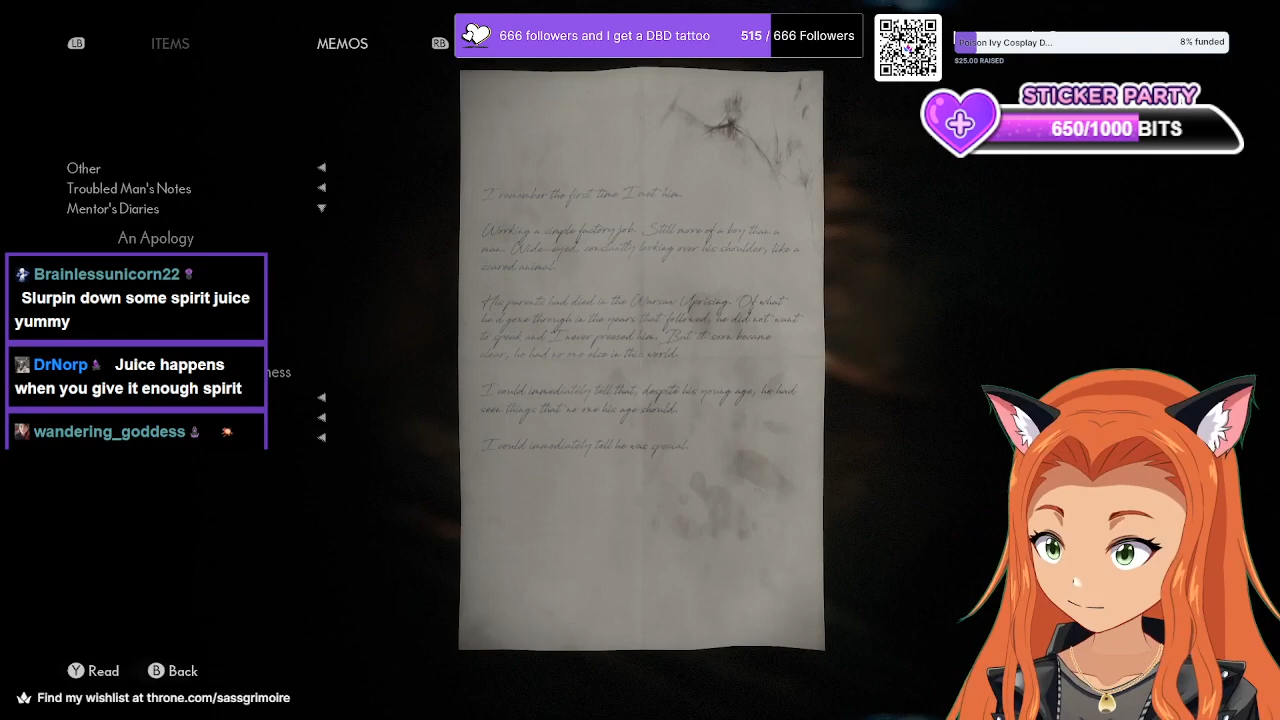 LB
ITEMS
MEMOS
RB
666 followers and I get a DBD tattoo
515 / 666 Followers
Poison Ivy Cosplay D...
8% funded
$25.00 RAISED
STICKER PARTY
650/1000 BITS
Other
Troubled Man's Notes
Mentor's Diaries
An Apology
ness
Brainlessunicorn22
Slurpin down some spirit juice
yummy
DrNorp Juice happens
when you give it enough spirit
wandering_goddess
I remember the first time I met him.
Working a simple factory job. Still more of a boy than a
man. Wide-eyed, constantly looking over his shoulder, like a
scared animal.
His parents had died in the Warsaw Uprising. Of what
he'd gone through in the years that followed, he did not want
to speak and I never pressed him. But it soon became
clear, he had no one else in this world.
I could immediately tell that, despite his young age, he had
seen things that no one his age should.
I could immediately tell he was special.
Y Read
B Back
Find my wishlist at throne.com/sassgrimoire